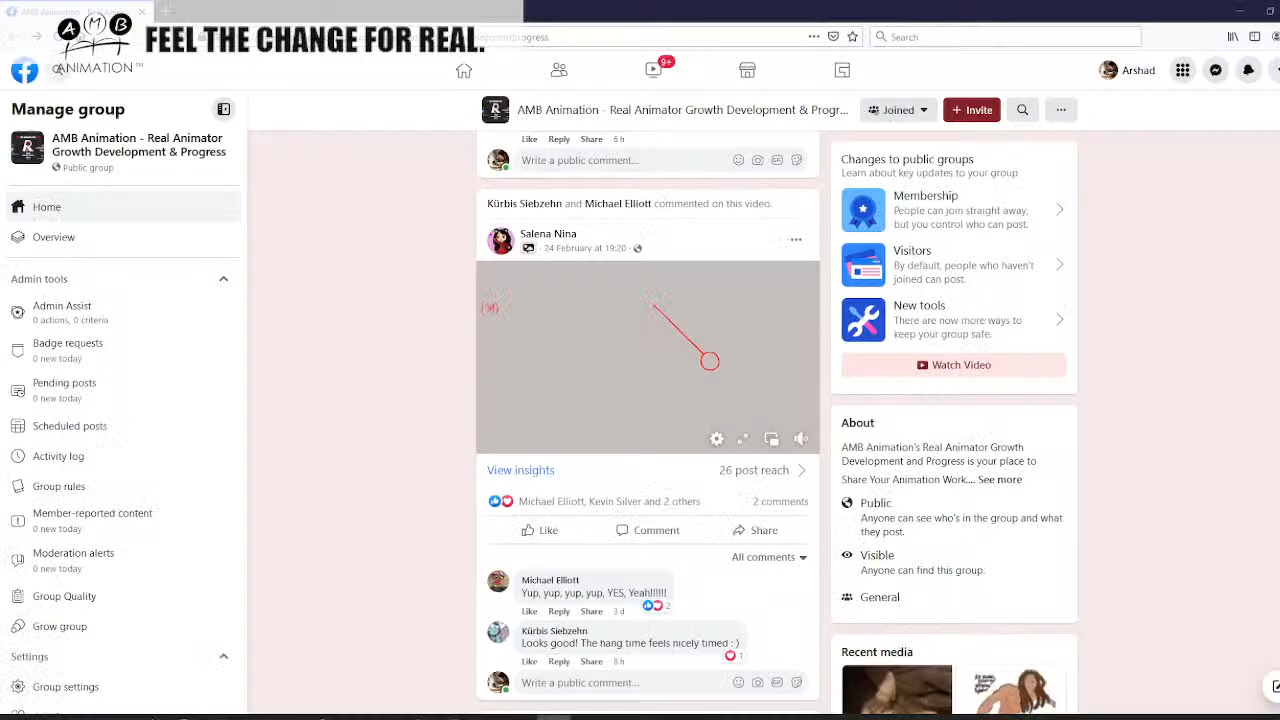 AMB Animation - Real Ani
AMB
ANIMATION™
FEEL THE CHANGE FOR REAL.
Search
9+
Arshad
Manage group
AMB Animation - Real Animator
Growth Development & Progress
Public group
Home
Overview
Admin tools
Admin Assist
0 actions, 0 criteria
Badge requests
0 new today
Pending posts
0 new today
Scheduled posts
Activity log
Group rules
Member-reported content
0 new today
Moderation alerts
0 new today
Group Quality
Grow group
Settings
Group settings
AMB Animation - Real Animator Growth Development & Progr...
Joined
+ Invite
Like Reply Share 6 h
Write a public comment...
Kürbis Siebzehn and Michael Elliott commented on this video.
Salena Nina
· 24 February at 19:20 ·
View insights
26 post reach
Michael Elliott, Kevin Silver and 2 others
2 comments
Like
Comment
Share
All comments
Michael Elliott
Yup, yup, yup, yup, YES, Yeah!!!!!!
2
Like Reply Share 3 d
Kürbis Siebzehn
Looks good! The hang time feels nicely timed : )
1
Like Reply Share 8 h
Write a public comment...
Changes to public groups
Learn about key updates to your group
Membership
People can join straight away,
but you control who can post.
Visitors
By default, people who haven't
joined can post.
New tools
There are now more ways to
keep your group safe.
Watch Video
About
AMB Animation's Real Animator Growth
Development and Progress is your place to
Share Your Animation Work.... See more
Public
Anyone can see who's in the group and what
they post.
Visible
Anyone can find this group.
General
Recent media